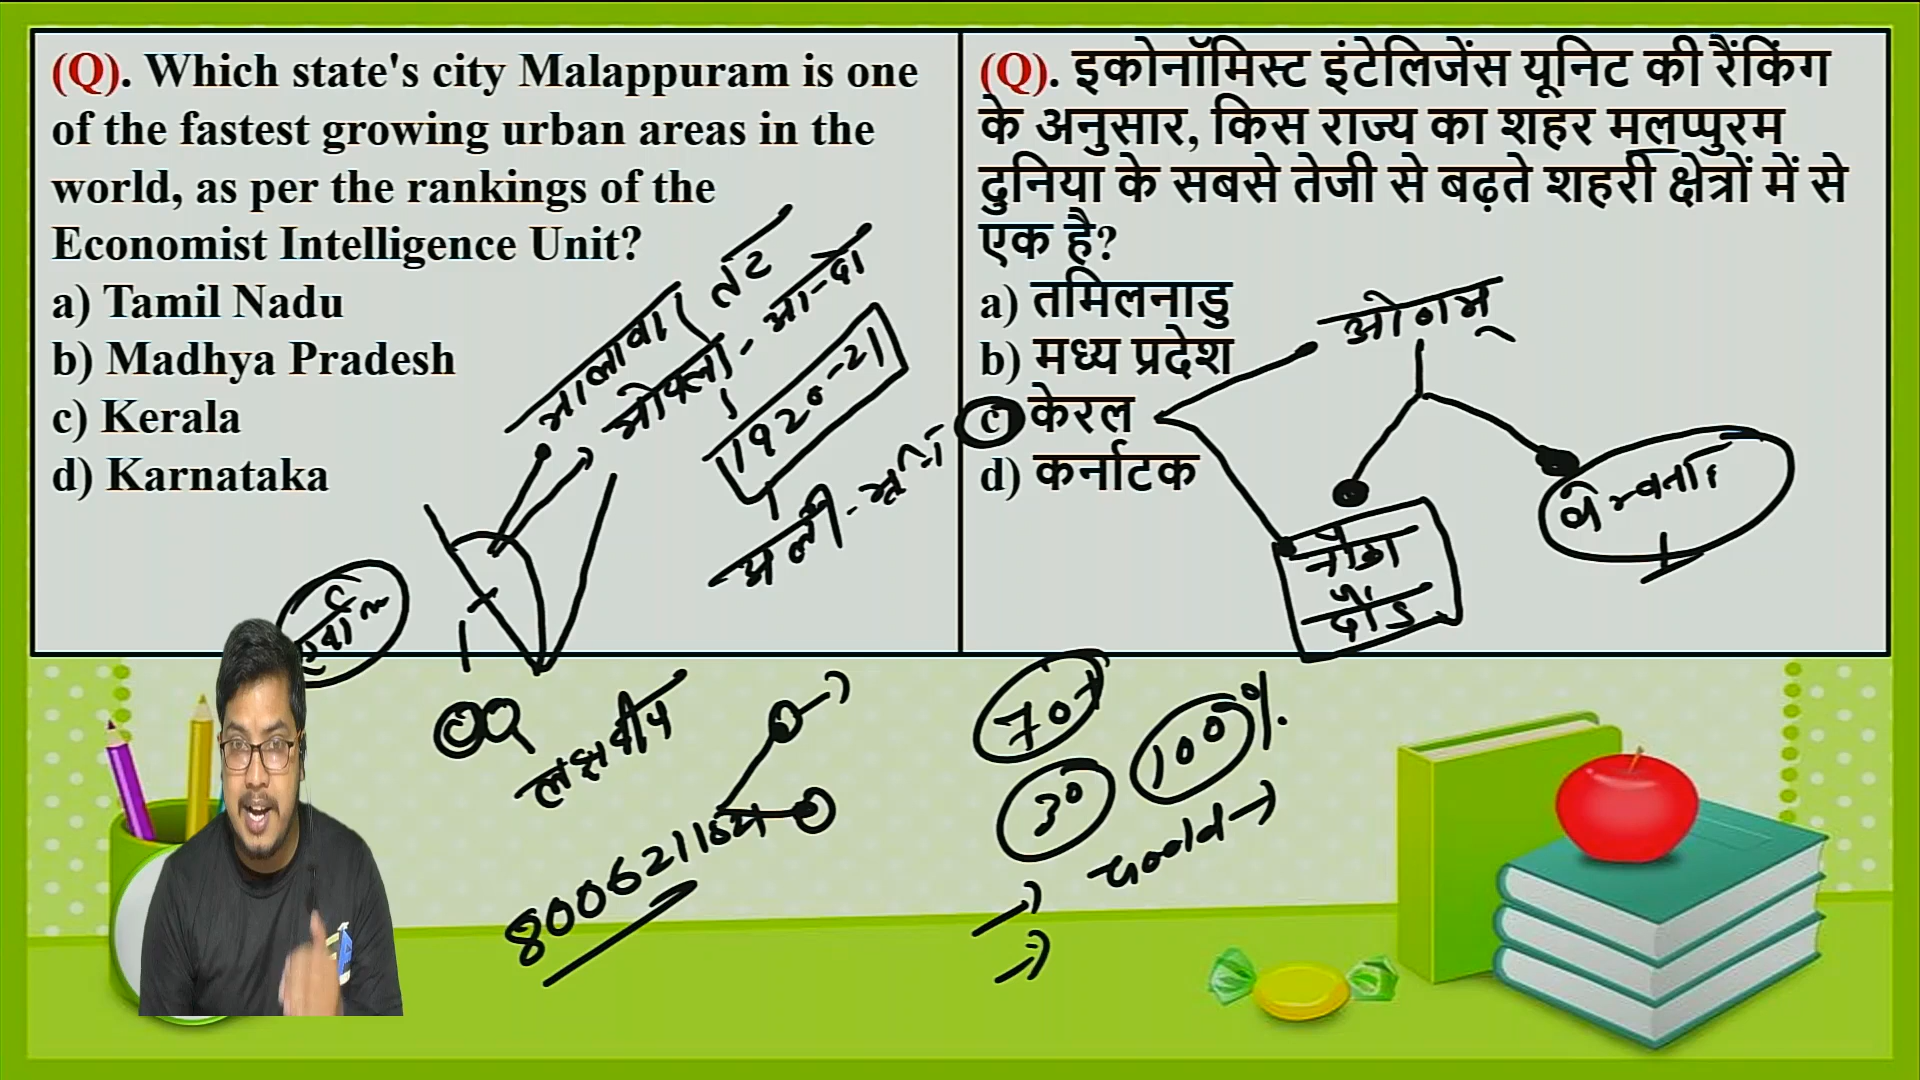 (Q). Which state's city Malappuram is one
of the fastest growing urban areas in the
world, as per the rankings of the
Economist Intelligence Unit?
a) Tamil Nadu
b) Madhya Pradesh
c) Kerala
d) Karnataka
(Q). इकोनॉमिस्ट इंटेलिजेंस यूनिट की रैंकिंग
के अनुसार, किस राज्य का शहर मलप्पुरम
दुनिया के सबसे तेजी से बढ़ते शहरी क्षेत्रों में से
एक है?
a) तमिलनाडु
b) मध्य प्रदेश
c) केरल
d) कर्नाटक
मालावार तट
1920-21
ओणम
नौका
दौड़
70
30
100%